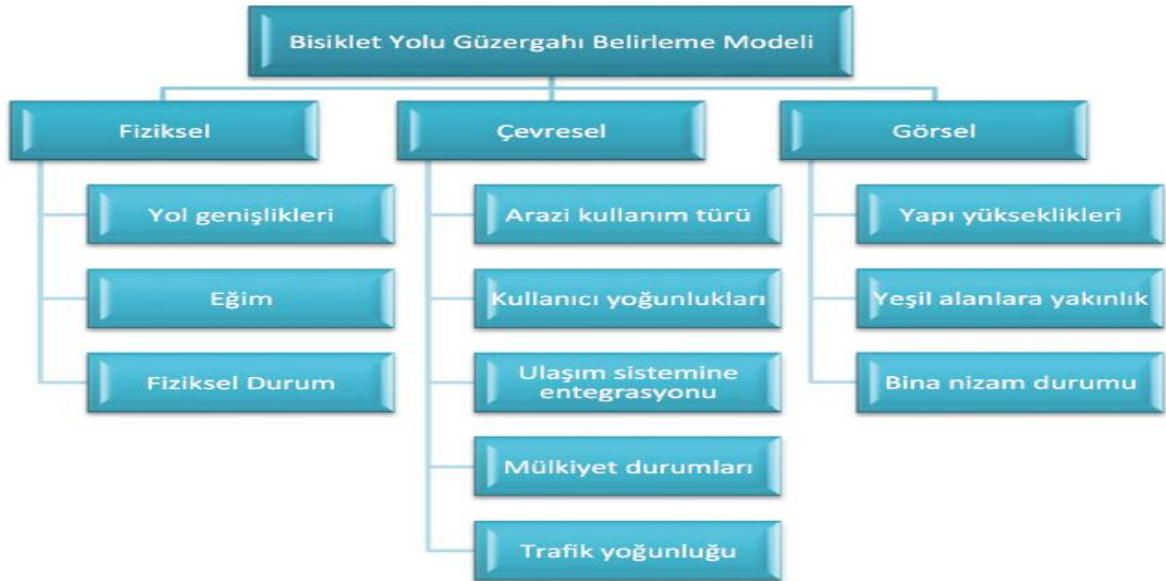 Bisiklet Yolu Güzergahı Belirleme Modeli
Fiziksel
Yol genişlikleri
Eğim
Fiziksel Durum
Çevresel
Arazi kullanım türü
Kullanıcı yoğunlukları
Ulaşım sistemine
entegrasyonu
Mülkiyet durumları
Trafik yoğunluğu
Görsel
Yapı yükseklikleri
Yeşil alanlara yakınlık
Bina nizam durumu